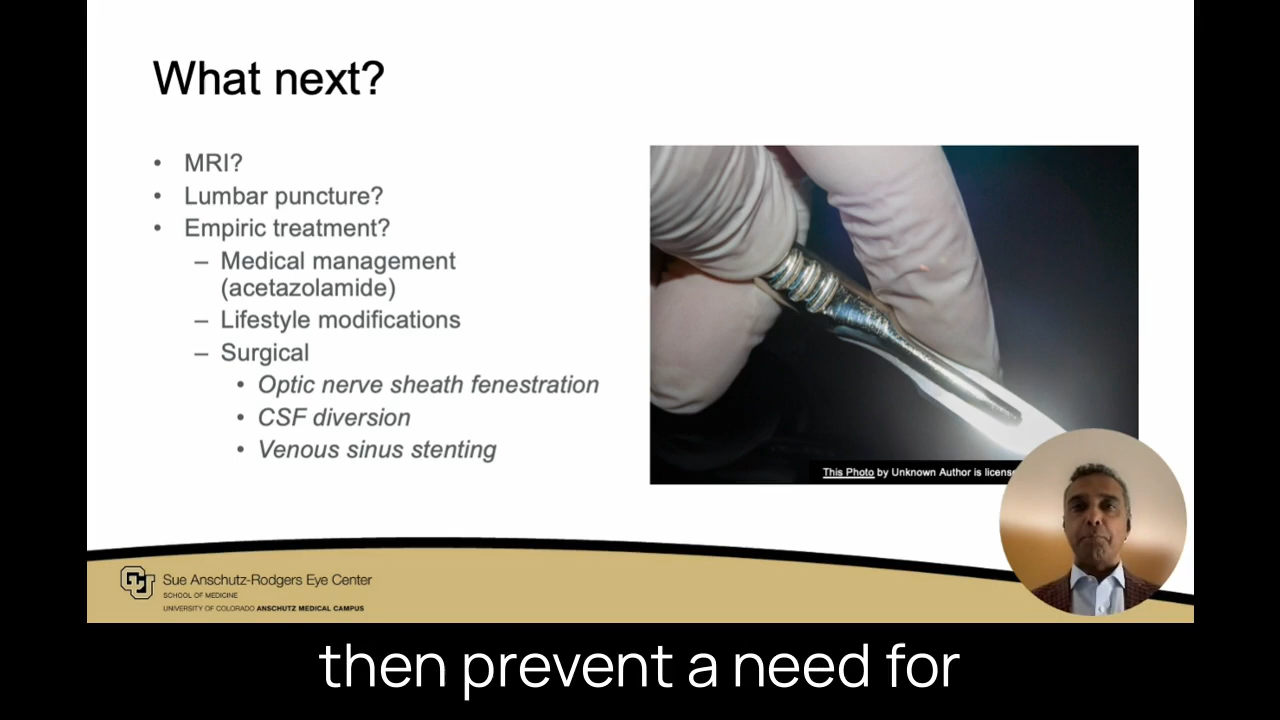 What next?
• MRI?
• Lumbar puncture?
• Empiric treatment?
– Medical management
(acetazolamide)
– Lifestyle modifications
– Surgical
• Optic nerve sheath fenestration
• CSF diversion
• Venous sinus stenting
This Photo by Unknown Author is license
Sue Anschutz-Rodgers Eye Center
SCHOOL OF MEDICINE
UNIVERSITY OF COLORADO ANSCHUTZ MEDICAL CAMPUS
then prevent a need for